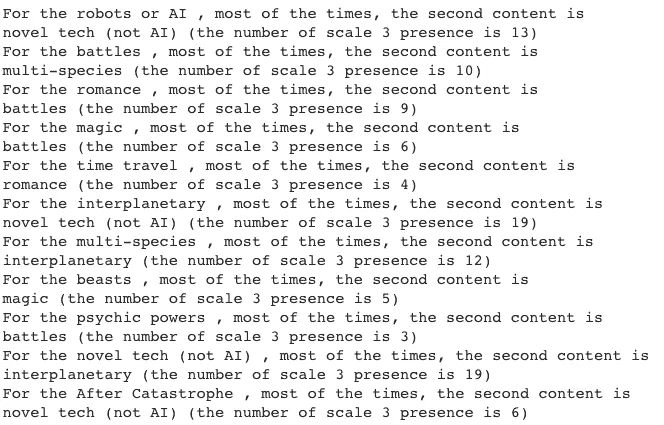 For the robots or AI , most of the times, the second content is
novel tech (not AI) (the number of scale 3 presence is 13)
For the battles , most of the times, the second content is
multi-species (the number of scale 3 presence is 10)
For the romance , most of the times, the second content is
battles (the number of scale 3 presence is 9)
For the magic , most of the times, the second content is
battles (the number of scale 3 presence is 6)
For the time travel , most of the times, the second content is
romance (the number of scale 3 presence is 4)
For the interplanetary , most of the times, the second content is
novel tech (not AI) (the number of scale 3 presence is 19)
For the multi-species , most of the times, the second content is
interplanetary (the number of scale 3 presence is 12)
For the beasts , most of the times, the second content is
magic (the number of scale 3 presence is 5)
For the psychic powers , most of the times, the second content is
battles (the number of scale 3 presence is 3)
For the novel tech (not AI) , most of the times, the second content is
interplanetary (the number of scale 3 presence is 19)
For the After Catastrophe , most of the times, the second content is
novel tech (not AI) (the number of scale 3 presence is 6)